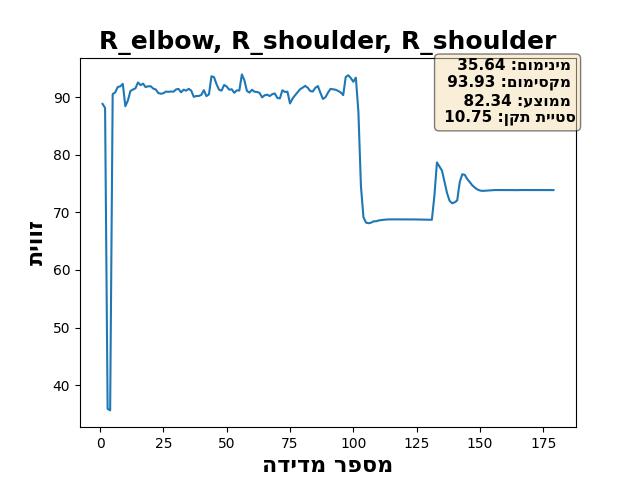 R_elbow, R_shoulder, R_shoulder
מינימום: 35.64
מקסימום: 93.93
ממוצע: 82.34
סטיית תקן: 10.75
זווית
90
80
70
60
50
40
0 25 50 75 100 125 150 175
מספר מדידה